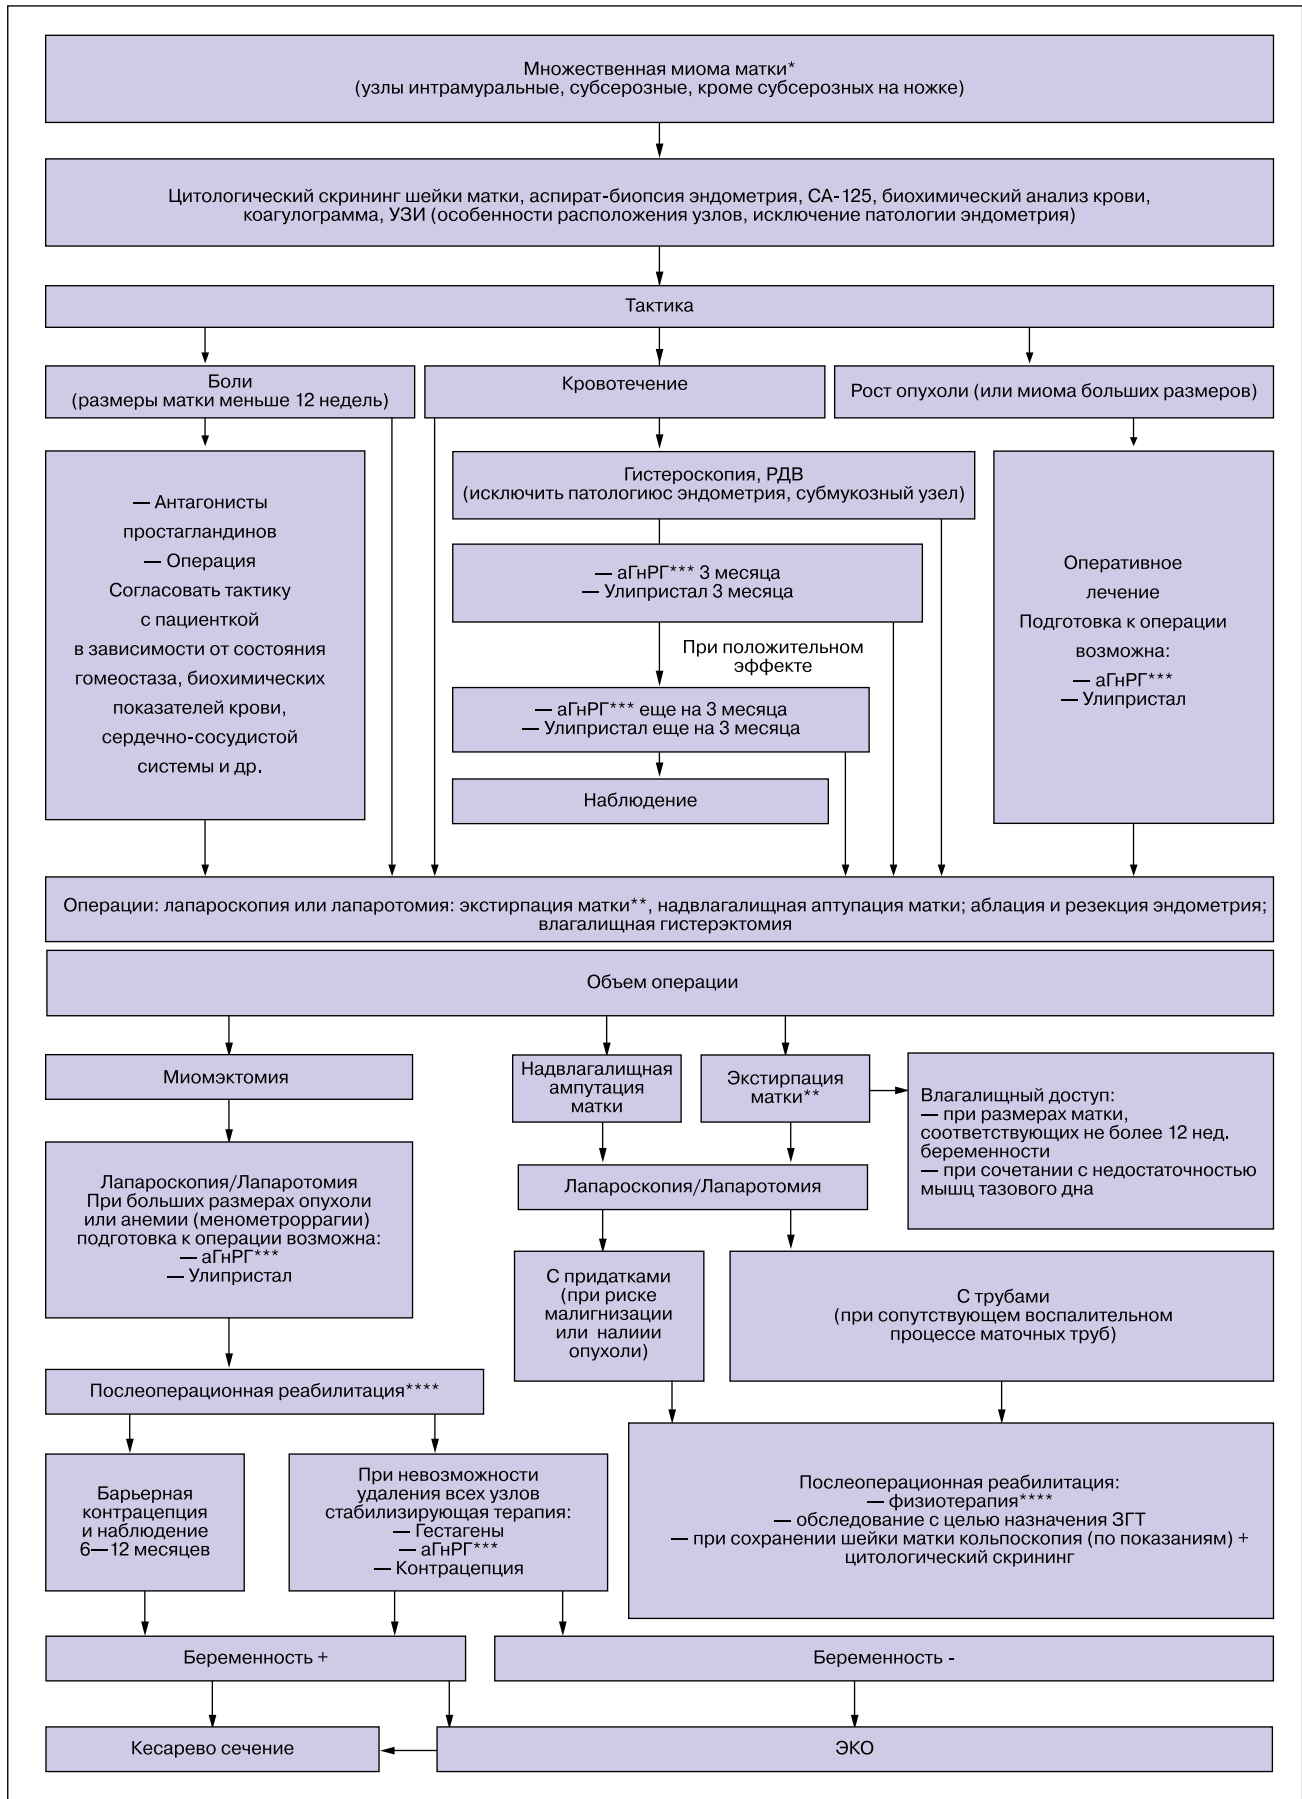 Множественная миома матки*
(узлы интрамуральные, субсерозные, кроме субсерозных на ножке)
Цитологический скрининг шейки матки, аспират-биопсия эндометрия, СА-125, биохимический анализ крови,
коагулограмма, УЗИ (особенности расположения узлов, исключение патологии эндометрия)
Тактика
Боли
(размеры матки меньше 12 недель)
Кровотечение
Рост опухоли (или миома больших размеров)
— Антагонисты
простагландинов
— Операция
Согласовать тактику
с пациенткой
в зависимости от состояния
гомеостаза, биохимических
показателей крови,
сердечно-сосудистой
системы и др.
Гистероскопия, РДВ
(исключить патологиюс эндометрия, субмукозный узел)
— аГнРГ*** 3 месяца
— Улипристал 3 месяца
При положительном
эффекте
— аГнРГ*** еще на 3 месяца
— Улипристал еще на 3 месяца
Наблюдение
Оперативное
лечение
Подготовка к операции
возможна:
— аГнРГ***
— Улипристал
Операции: лапароскопия или лапаротомия: экстирпация матки**, надвлагалищная аптупация матки; аблация и резекция эндометрия;
влагалищная гистерэктомия
Объем операции
Миомэктомия
Надвлагалищная
ампутация
матки
Экстирпация
матки**
Влагалищный доступ:
— при размерах матки,
соответствующих не более 12 нед.
беременности
— при сочетании с недостаточностью
мышц тазового дна
Лапароскопия/Лапаротомия
При больших размерах опухоли
или анемии (менометроррагии)
подготовка к операции возможна:
— аГнРГ***
— Улипристал
Лапароскопия/Лапаротомия
С придатками
(при риске
малигнизации
или налиии
опухоли)
С трубами
(при сопутствующем воспалительном
процессе маточных труб)
Послеоперационная реабилитация****
Барьерная
контрацепция
и наблюдение
6—12 месяцев
При невозможности
удаления всех узлов
стабилизирующая терапия:
— Гестагены
— аГнРГ***
— Контрацепция
Послеоперационная реабилитация:
— физиотерапия****
— обследование с целью назначения ЗГТ
— при сохранении шейки матки кольпоскопия (по показаниям) +
цитологический скрининг
Беременность +
Беременность -
Кесарево сечение
ЭКО